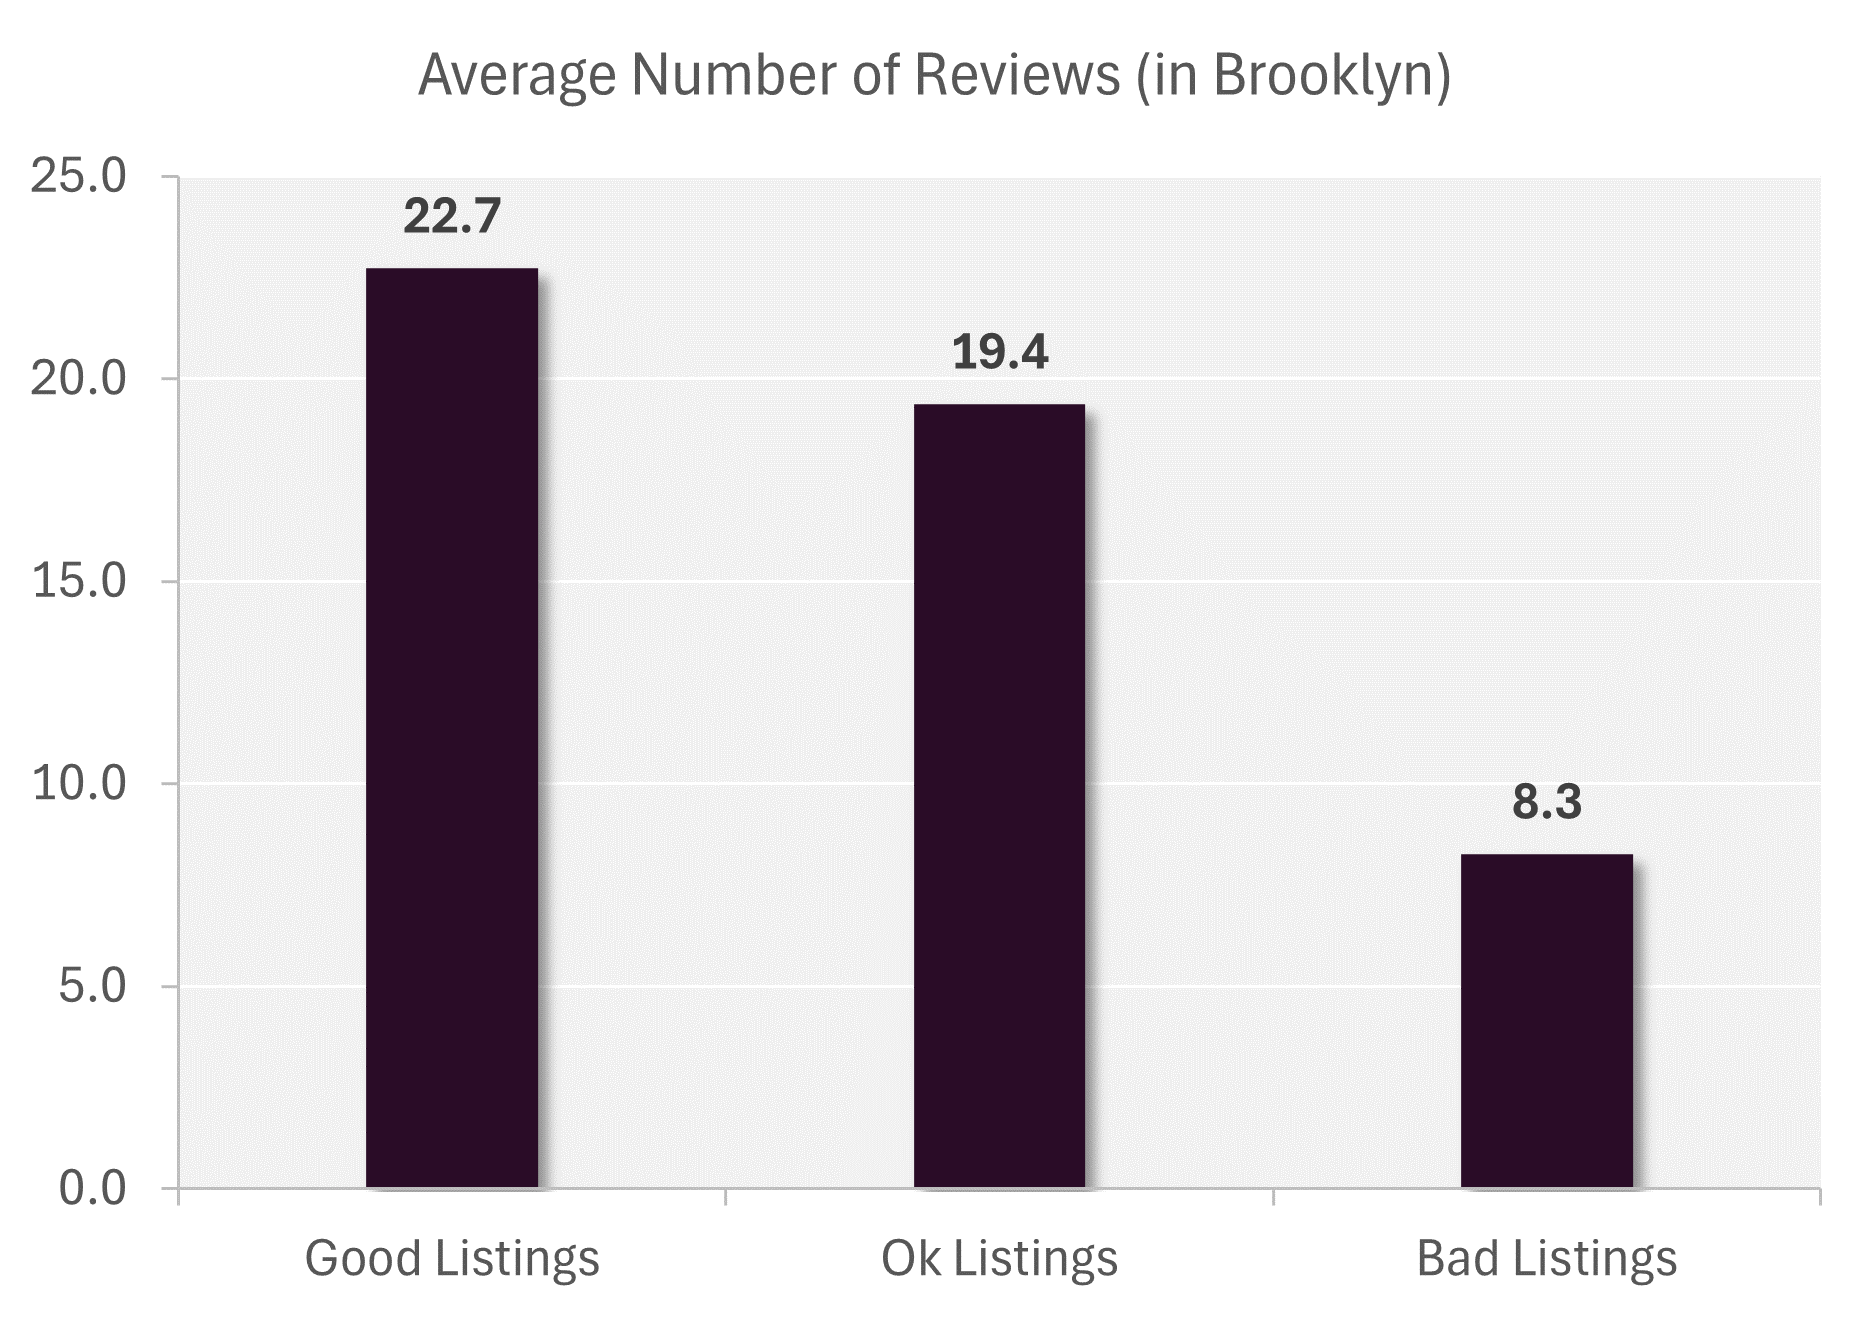 Average Number of Reviews (in Brooklyn)
25.0
22.7
20.0
19.4
15.0
10.0
8.3
5.0
0.0
Good Listings
Ok Listings
Bad Listings